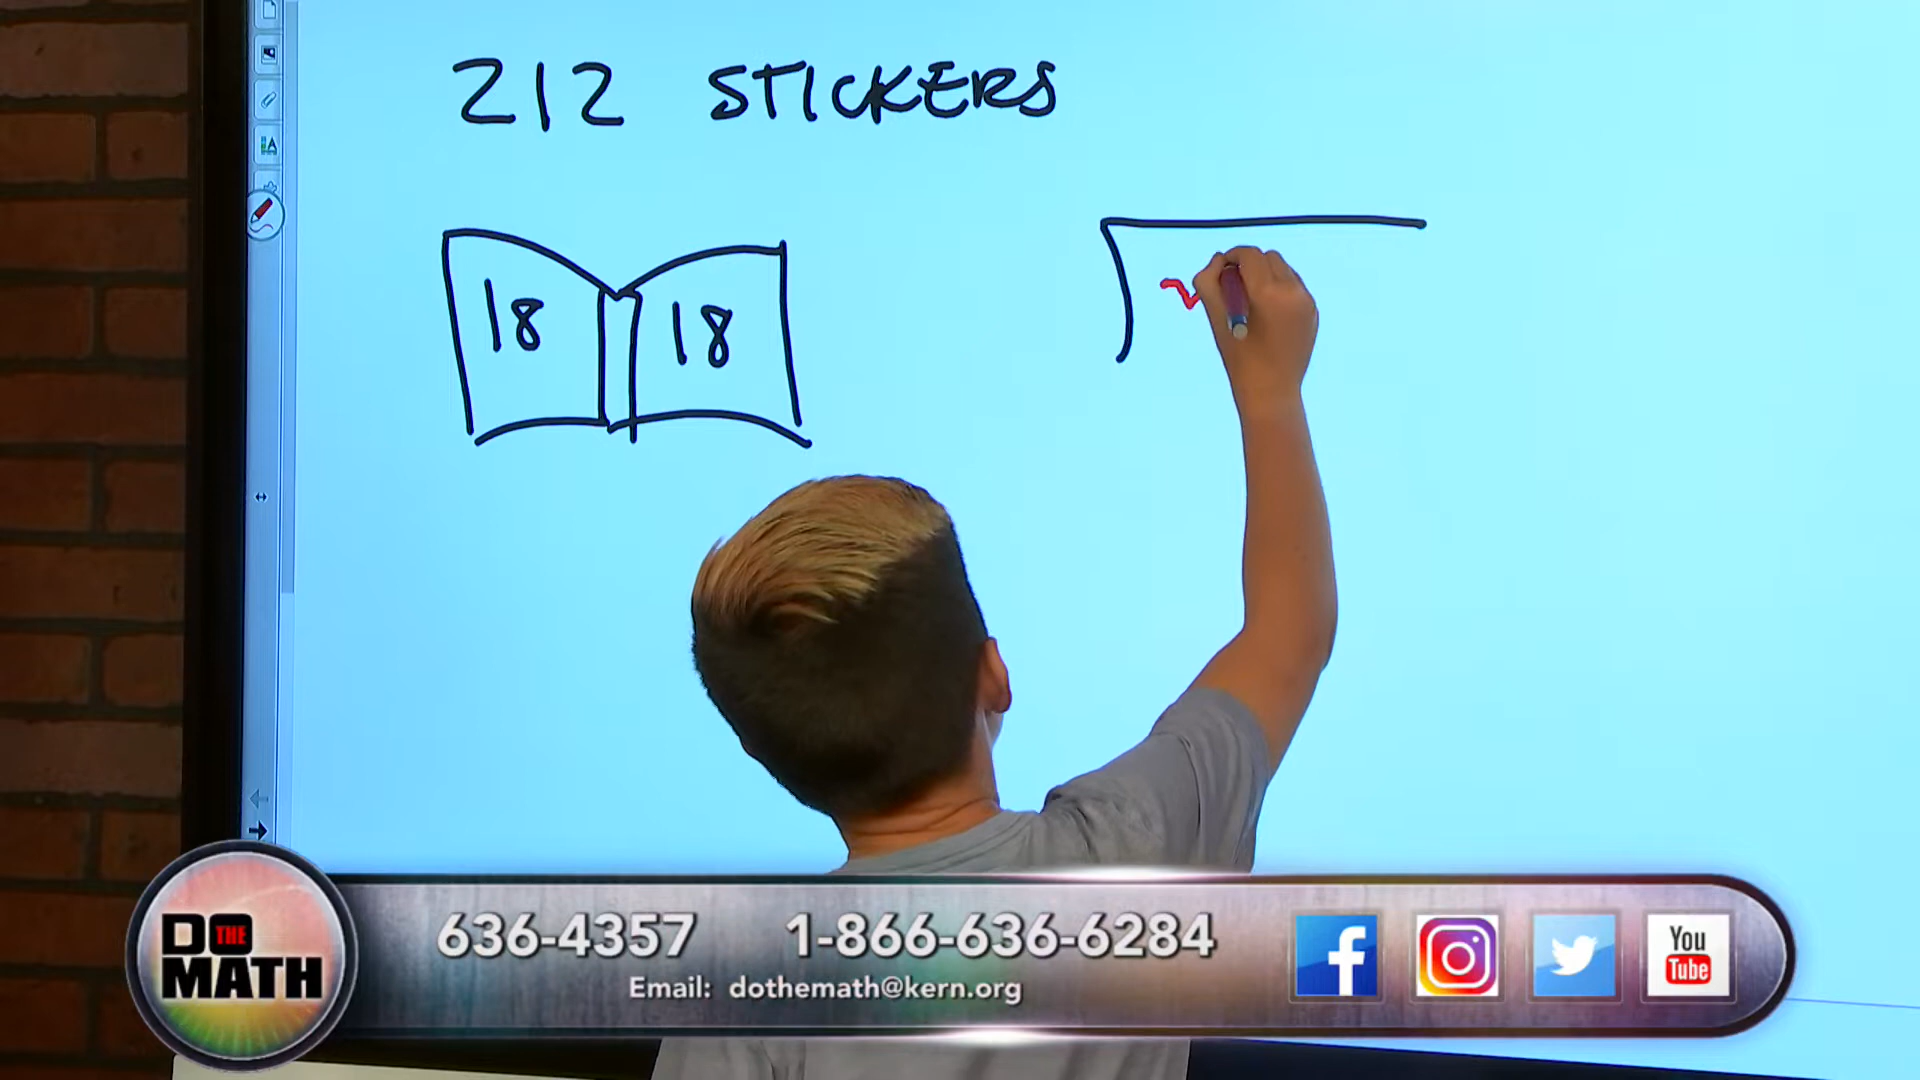 212 STICKERS
18 18
DO THE MATH
636-4357 1-866-636-6284
Email: dothemath@kern.org
You Tube